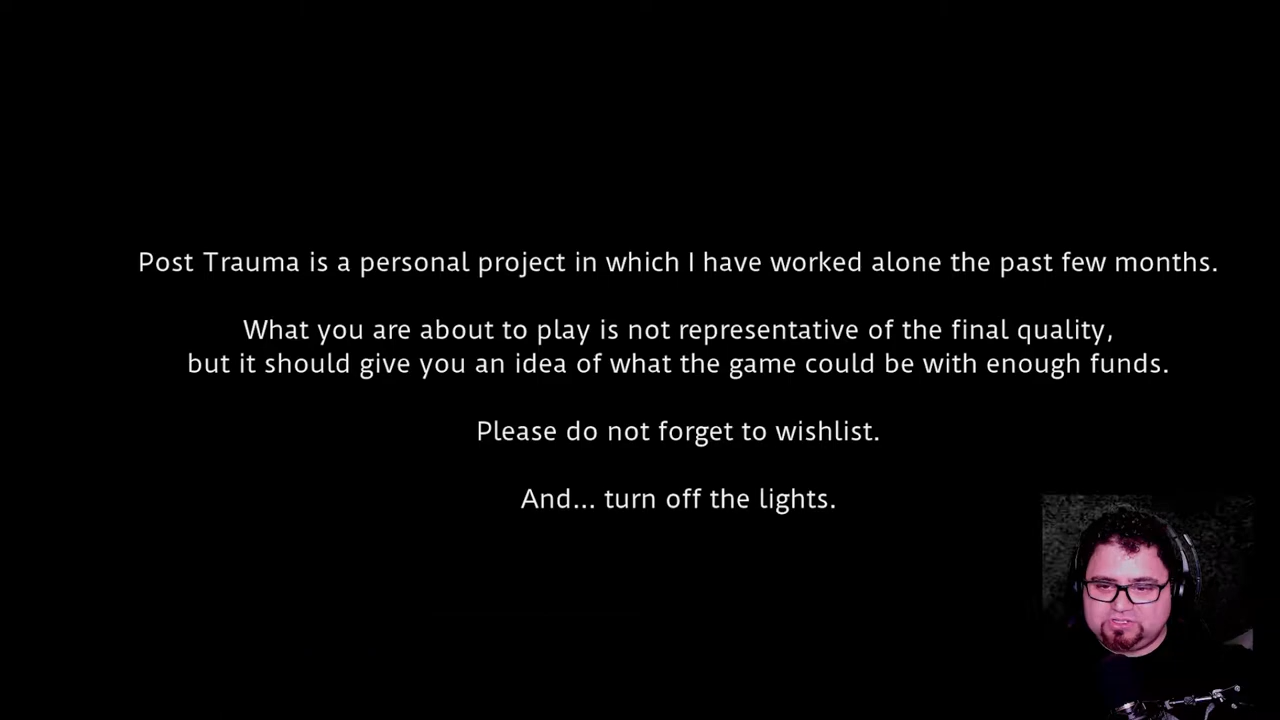 Post Trauma is a personal project in which I have worked alone the past few months.
What you are about to play is not representative of the final quality,
but it should give you an idea of what the game could be with enough funds.
Please do not forget to wishlist.
And... turn off the lights.